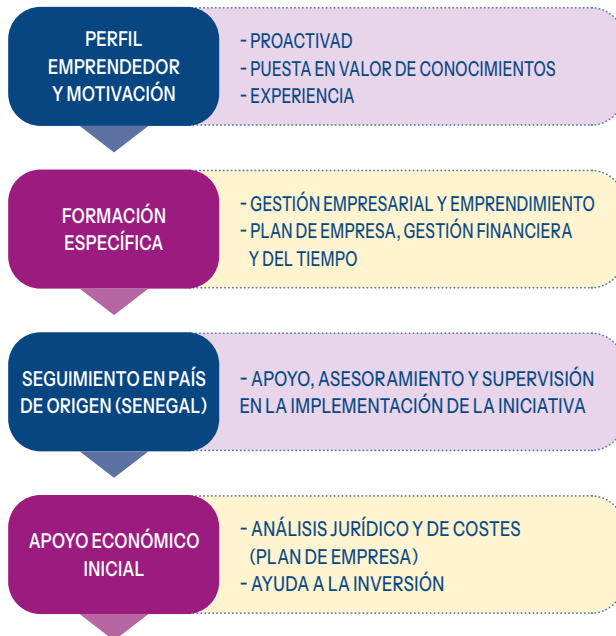 PERFIL
EMPRENDEDOR
Y MOTIVACIÓN
- PROACTIVAD
- PUESTA EN VALOR DE CONOCIMIENTOS
- EXPERIENCIA
FORMACIÓN
ESPECÍFICA
- GESTIÓN EMPRESARIAL Y EMPRENDIMIENTO
- PLAN DE EMPRESA, GESTIÓN FINANCIERA
Y DEL TIEMPO
SEGUIMIENTO EN PAÍS
DE ORIGEN (SENEGAL)
- APOYO, ASESORAMIENTO Y SUPERVISIÓN
EN LA IMPLEMENTACIÓN DE LA INICIATIVA
APOYO ECONÓMICO
INICIAL
- ANÁLISIS JURÍDICO Y DE COSTES
(PLAN DE EMPRESA)
- AYUDA A LA INVERSIÓN